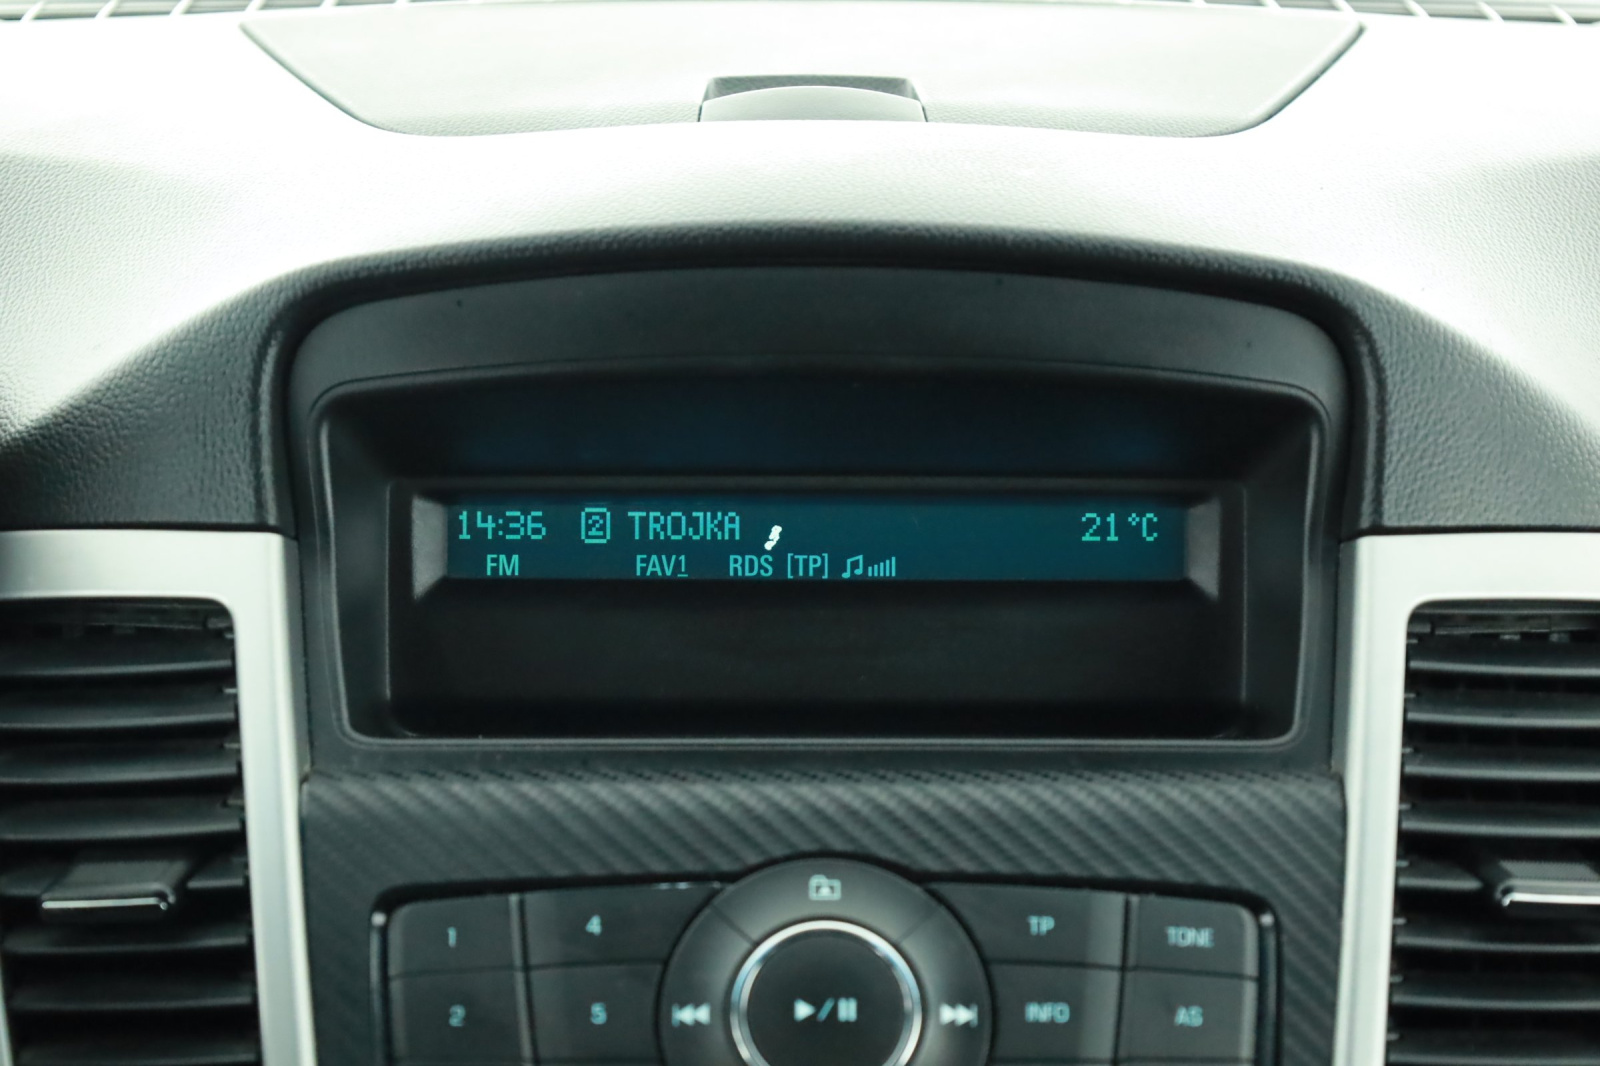 14:36 2 TROJKA 21°C
FM FAV1 RDS [TP]
1 4 TP TONE
2 5 INFO AS